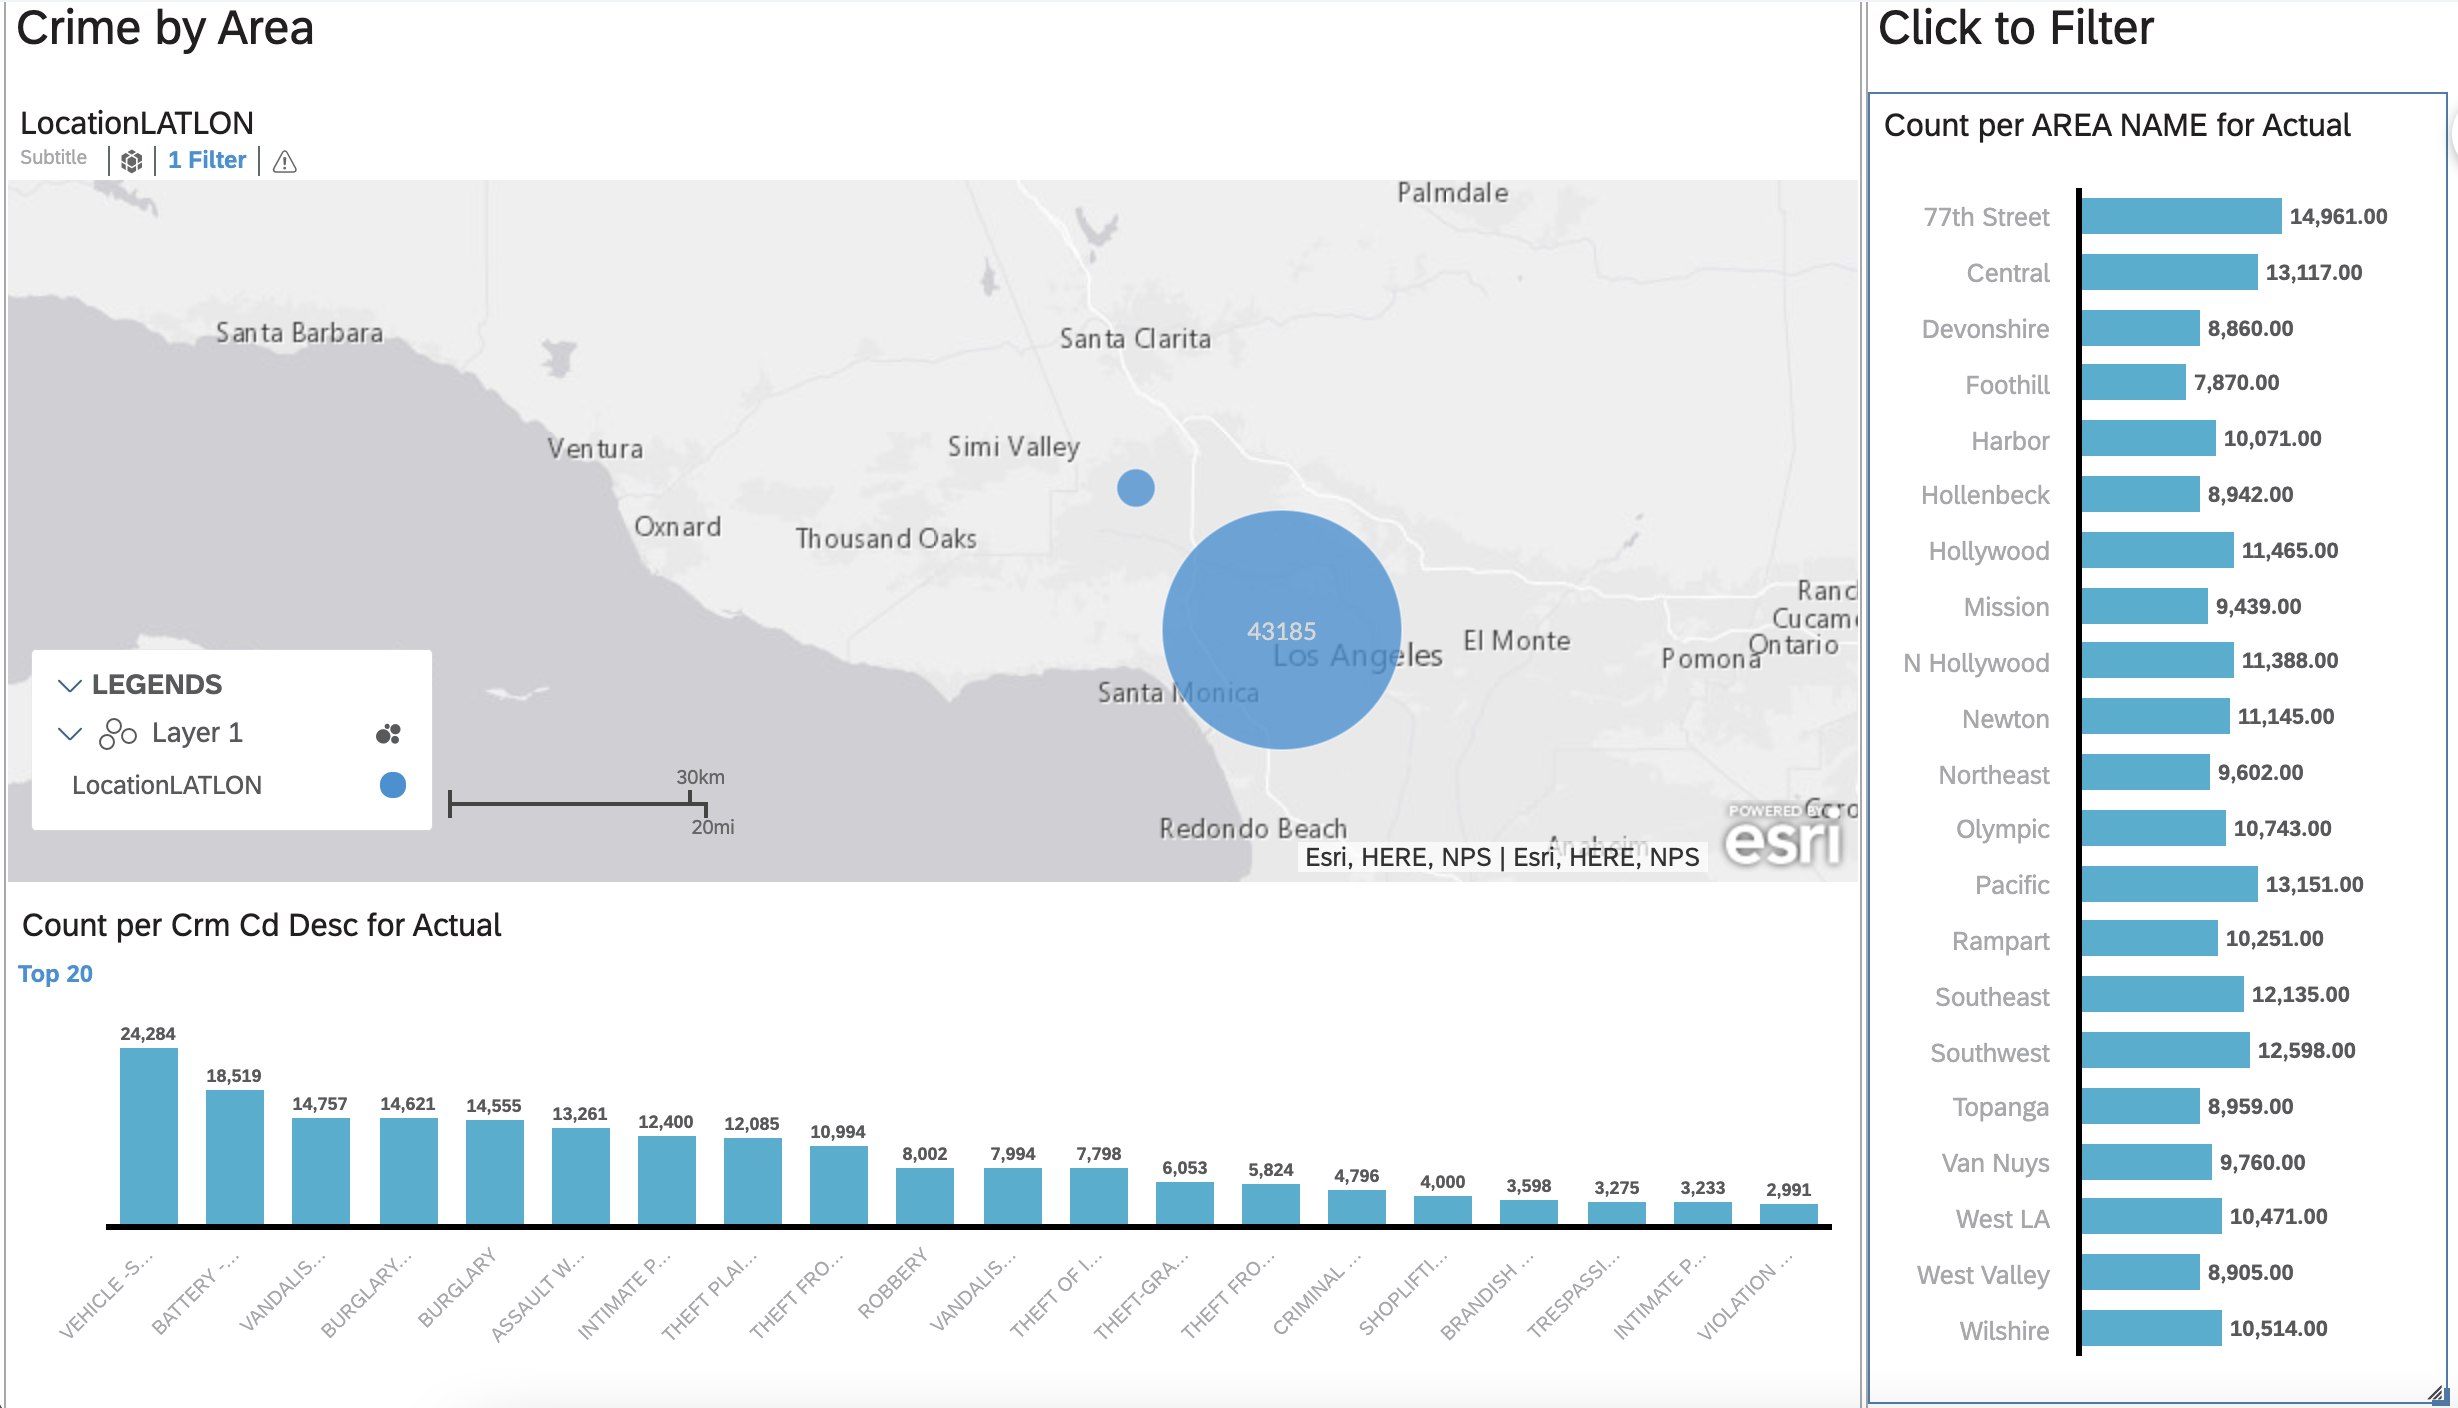 Crime by Area
LocationLATLON
Subtitle
1 Filter
Palmdale
Santa Barbara
Santa Clarita
Ventura
Simi Valley
Oxnard
Thousand Oaks
Ranc
Cucam
Ontario
43185
Los Angeles
El Monte
Pomona
Santa Monica
LEGENDS
Layer 1
LocationLATLON
30km
20mi
Redondo Beach
Anaheim
Coro
POWERED BY
esri
Esri, HERE, NPS | Esri, HERE, NPS
Count per Crm Cd Desc for Actual
Top 20
24,284
18,519
14,757
14,621
14,555
13,261
12,400
12,085
10,994
8,002
7,994
7,798
6,053
5,824
4,796
4,000
3,598
3,275
3,233
2,991
VEHICLE -S...
BATTERY -...
VANDALIS...
BURGLARY...
BURGLARY
ASSAULT W...
INTIMATE P...
THEFT PLAI...
THEFT FRO...
ROBBERY
VANDALIS...
THEFT OF I...
THEFT-GRA...
THEFT FRO...
CRIMINAL ...
SHOPLIFTI...
BRANDISH ...
TRESPASSI...
INTIMATE P...
VIOLATION ...
Click to Filter
Count per AREA NAME for Actual
77th Street 14,961.00
Central 13,117.00
Devonshire 8,860.00
Foothill 7,870.00
Harbor 10,071.00
Hollenbeck 8,942.00
Hollywood 11,465.00
Mission 9,439.00
N Hollywood 11,388.00
Newton 11,145.00
Northeast 9,602.00
Olympic 10,743.00
Pacific 13,151.00
Rampart 10,251.00
Southeast 12,135.00
Southwest 12,598.00
Topanga 8,959.00
Van Nuys 9,760.00
West LA 10,471.00
West Valley 8,905.00
Wilshire 10,514.00